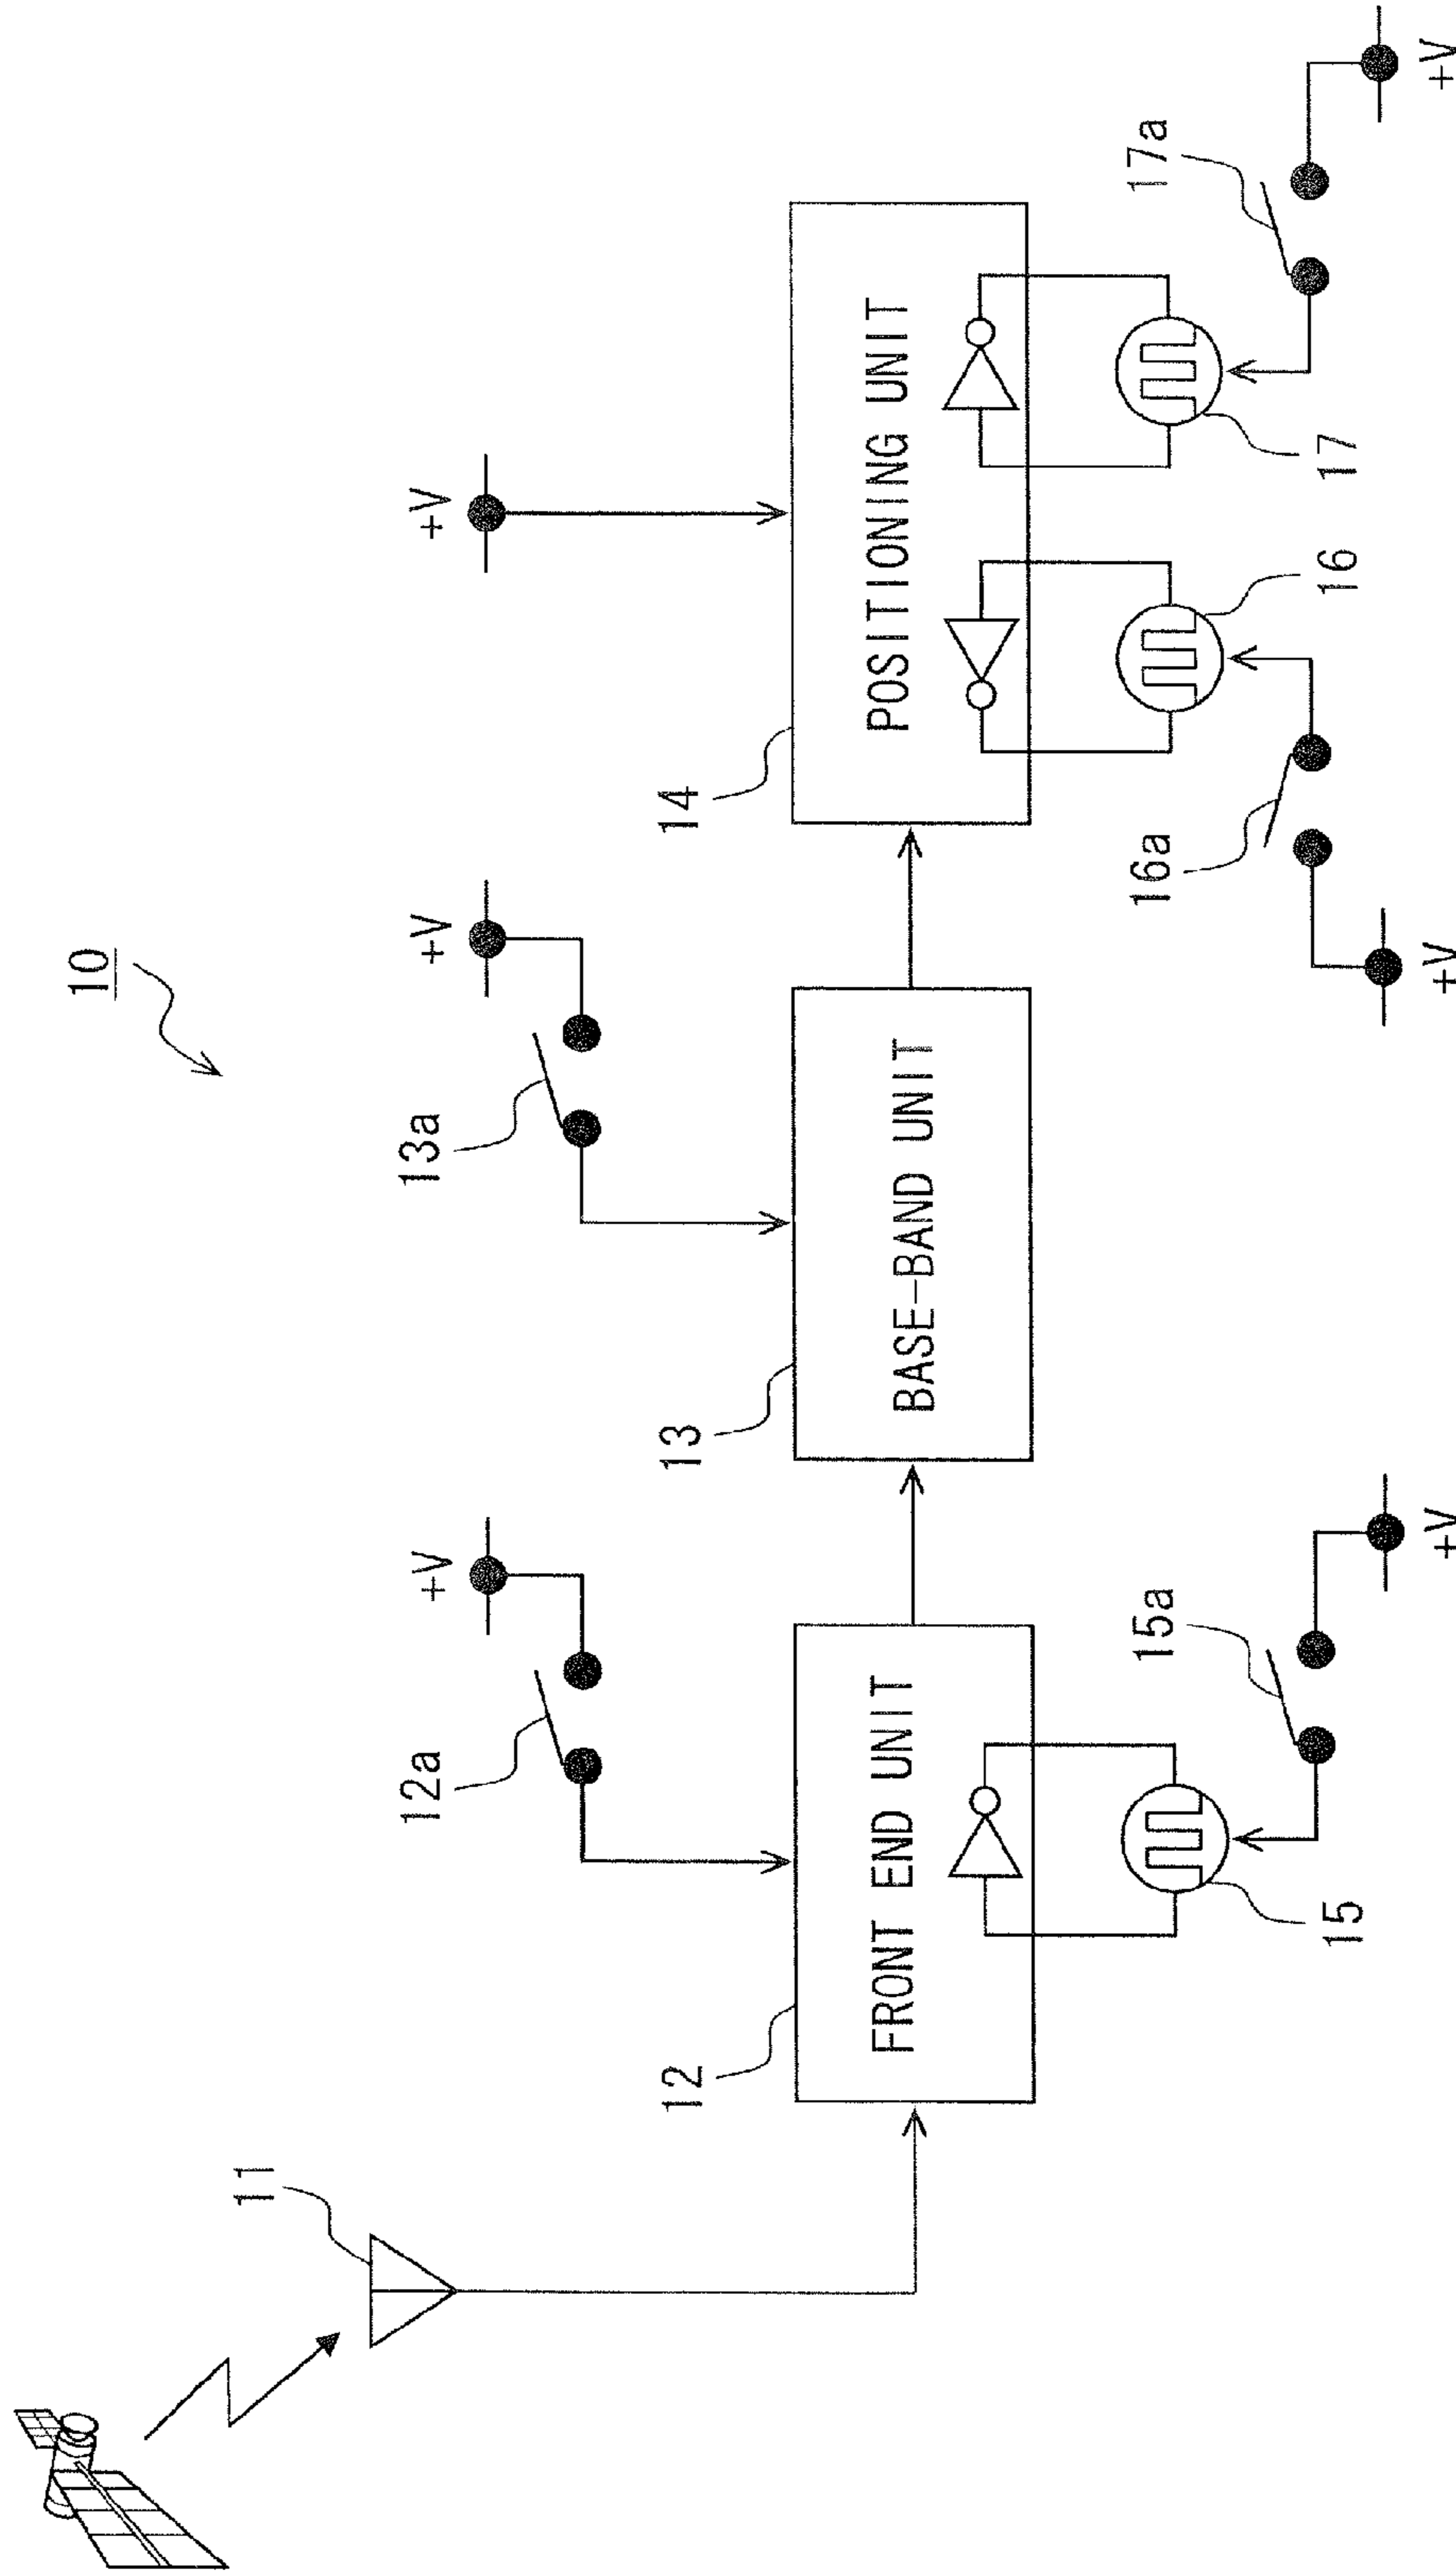 10
11
+V
12a
+V
13a
+V
12
FRONT END UNIT
13
BASE-BAND UNIT
14
POSITIONING UNIT
15
15a
+V
16a
+V
16
17
17a
+V